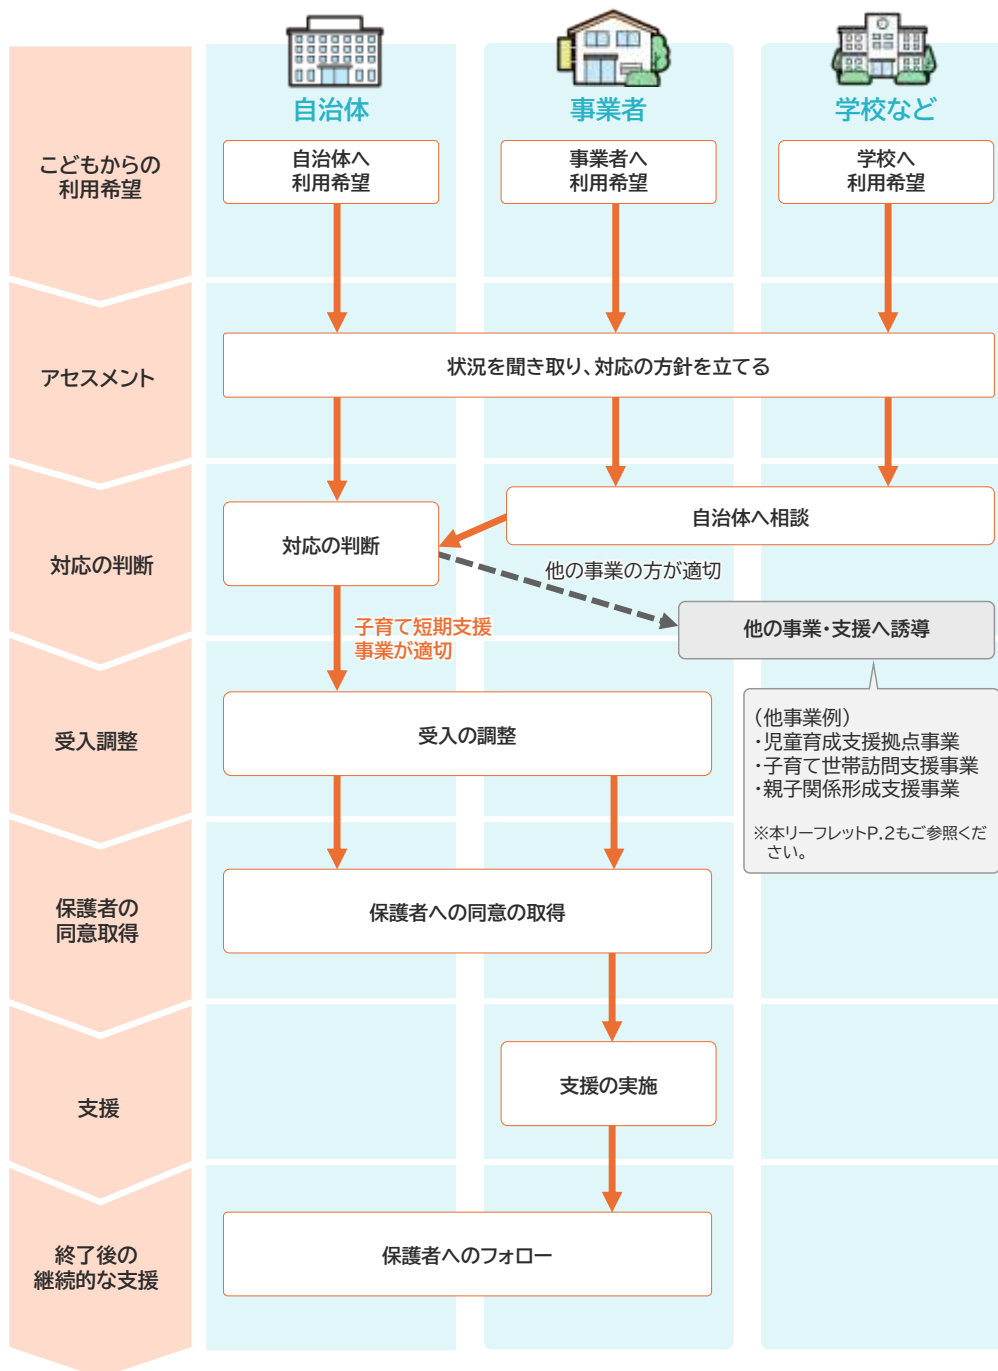 自治体
事業者
学校など
こどもからの
利用希望
自治体へ
利用希望
事業者へ
利用希望
学校へ
利用希望
アセスメント
状況を聞き取り、対応の方針を立てる
対応の判断
対応の判断
自治体へ相談
他の事業の方が適切
子育て短期支援
事業が適切
他の事業・支援へ誘導
(他事業例)
・児童育成支援拠点事業
・子育て世帯訪問支援事業
・親子関係形成支援事業
※本リーフレットP.2もご参照くだ
さい。
受入調整
受入の調整
保護者の
同意取得
保護者への同意の取得
支援
支援の実施
終了後の
継続的な支援
保護者へのフォロー